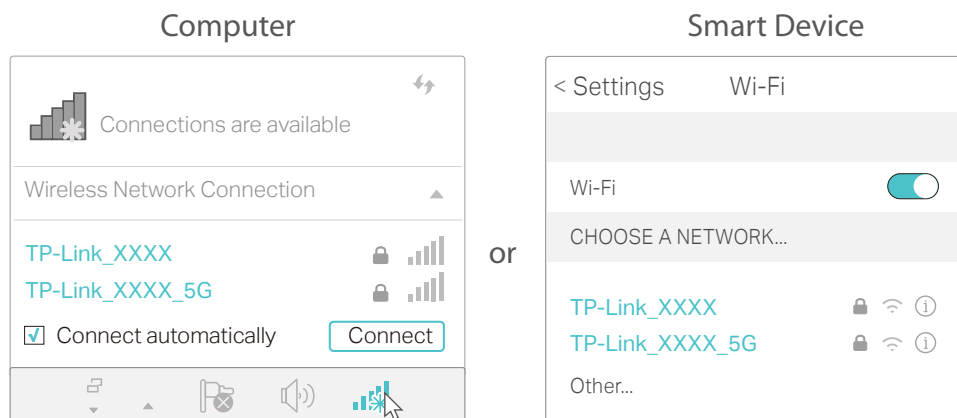 Computer
Connections are available
Wireless Network Connection
TP-Link_XXXX
TP-Link_XXXX_5G
Connect automatically
Connect
or
Smart Device
< Settings Wi-Fi
Wi-Fi
CHOOSE A NETWORK...
TP-Link_XXXX
TP-Link_XXXX_5G
Other...